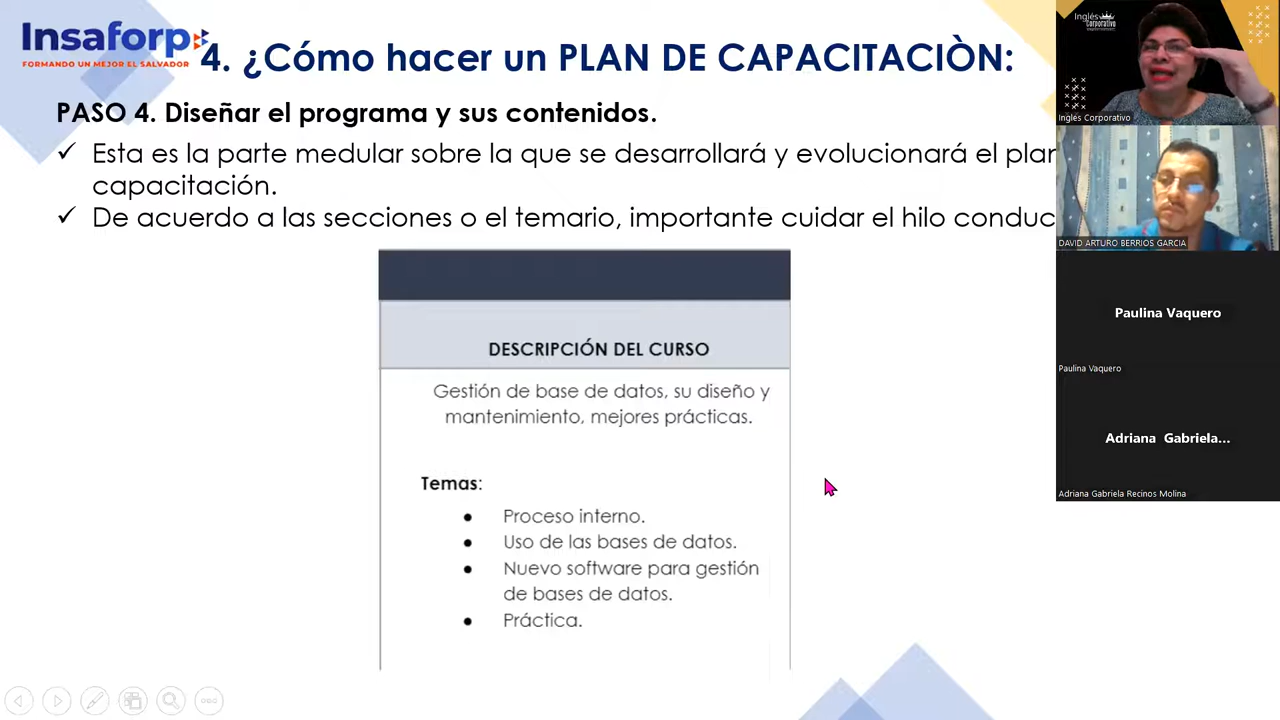 Insaforp
FORMANDO UN MEJOR EL SALVADOR
4. ¿Cómo hacer un PLAN DE CAPACITACIÒN:
PASO 4. Diseñar el programa y sus contenidos.
✓ Esta es la parte medular sobre la que se desarrollará y evolucionará el plan
capacitación.
✓ De acuerdo a las secciones o el temario, importante cuidar el hilo conduc
DESCRIPCIÓN DEL CURSO
Gestión de base de datos, su diseño y
mantenimiento, mejores prácticas.
Temas:
• Proceso interno.
• Uso de las bases de datos.
• Nuevo software para gestión
de bases de datos.
• Práctica.
Inglés
Corporativo
Inglés Corporativo
DAVID ARTURO BERRIOS GARCIA
Paulina Vaquero
Paulina Vaquero
Adriana Gabriela...
Adriana Gabriela Recinos Molina